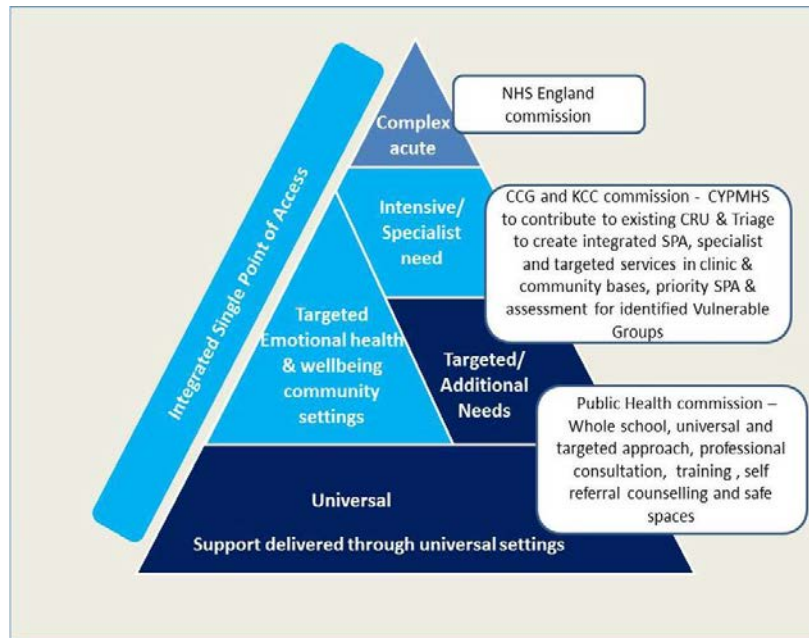 Integrated Single Point of Access
Complex
acute
NHS England
commission
Intensive/
Specialist
need
CCG and KCC commission - CYPMHS
to contribute to existing CRU & Triage
to create integrated SPA, specialist
and targeted services in clinic &
community bases, priority SPA &
assessment for identified Vulnerable
Groups
Targeted
Emotional health
& wellbeing
community
settings
Targeted/
Additional
Needs
Public Health commission –
Whole school, universal and
targeted approach, professional
consultation, training , self
referral counselling and safe
spaces
Universal
Support delivered through universal settings